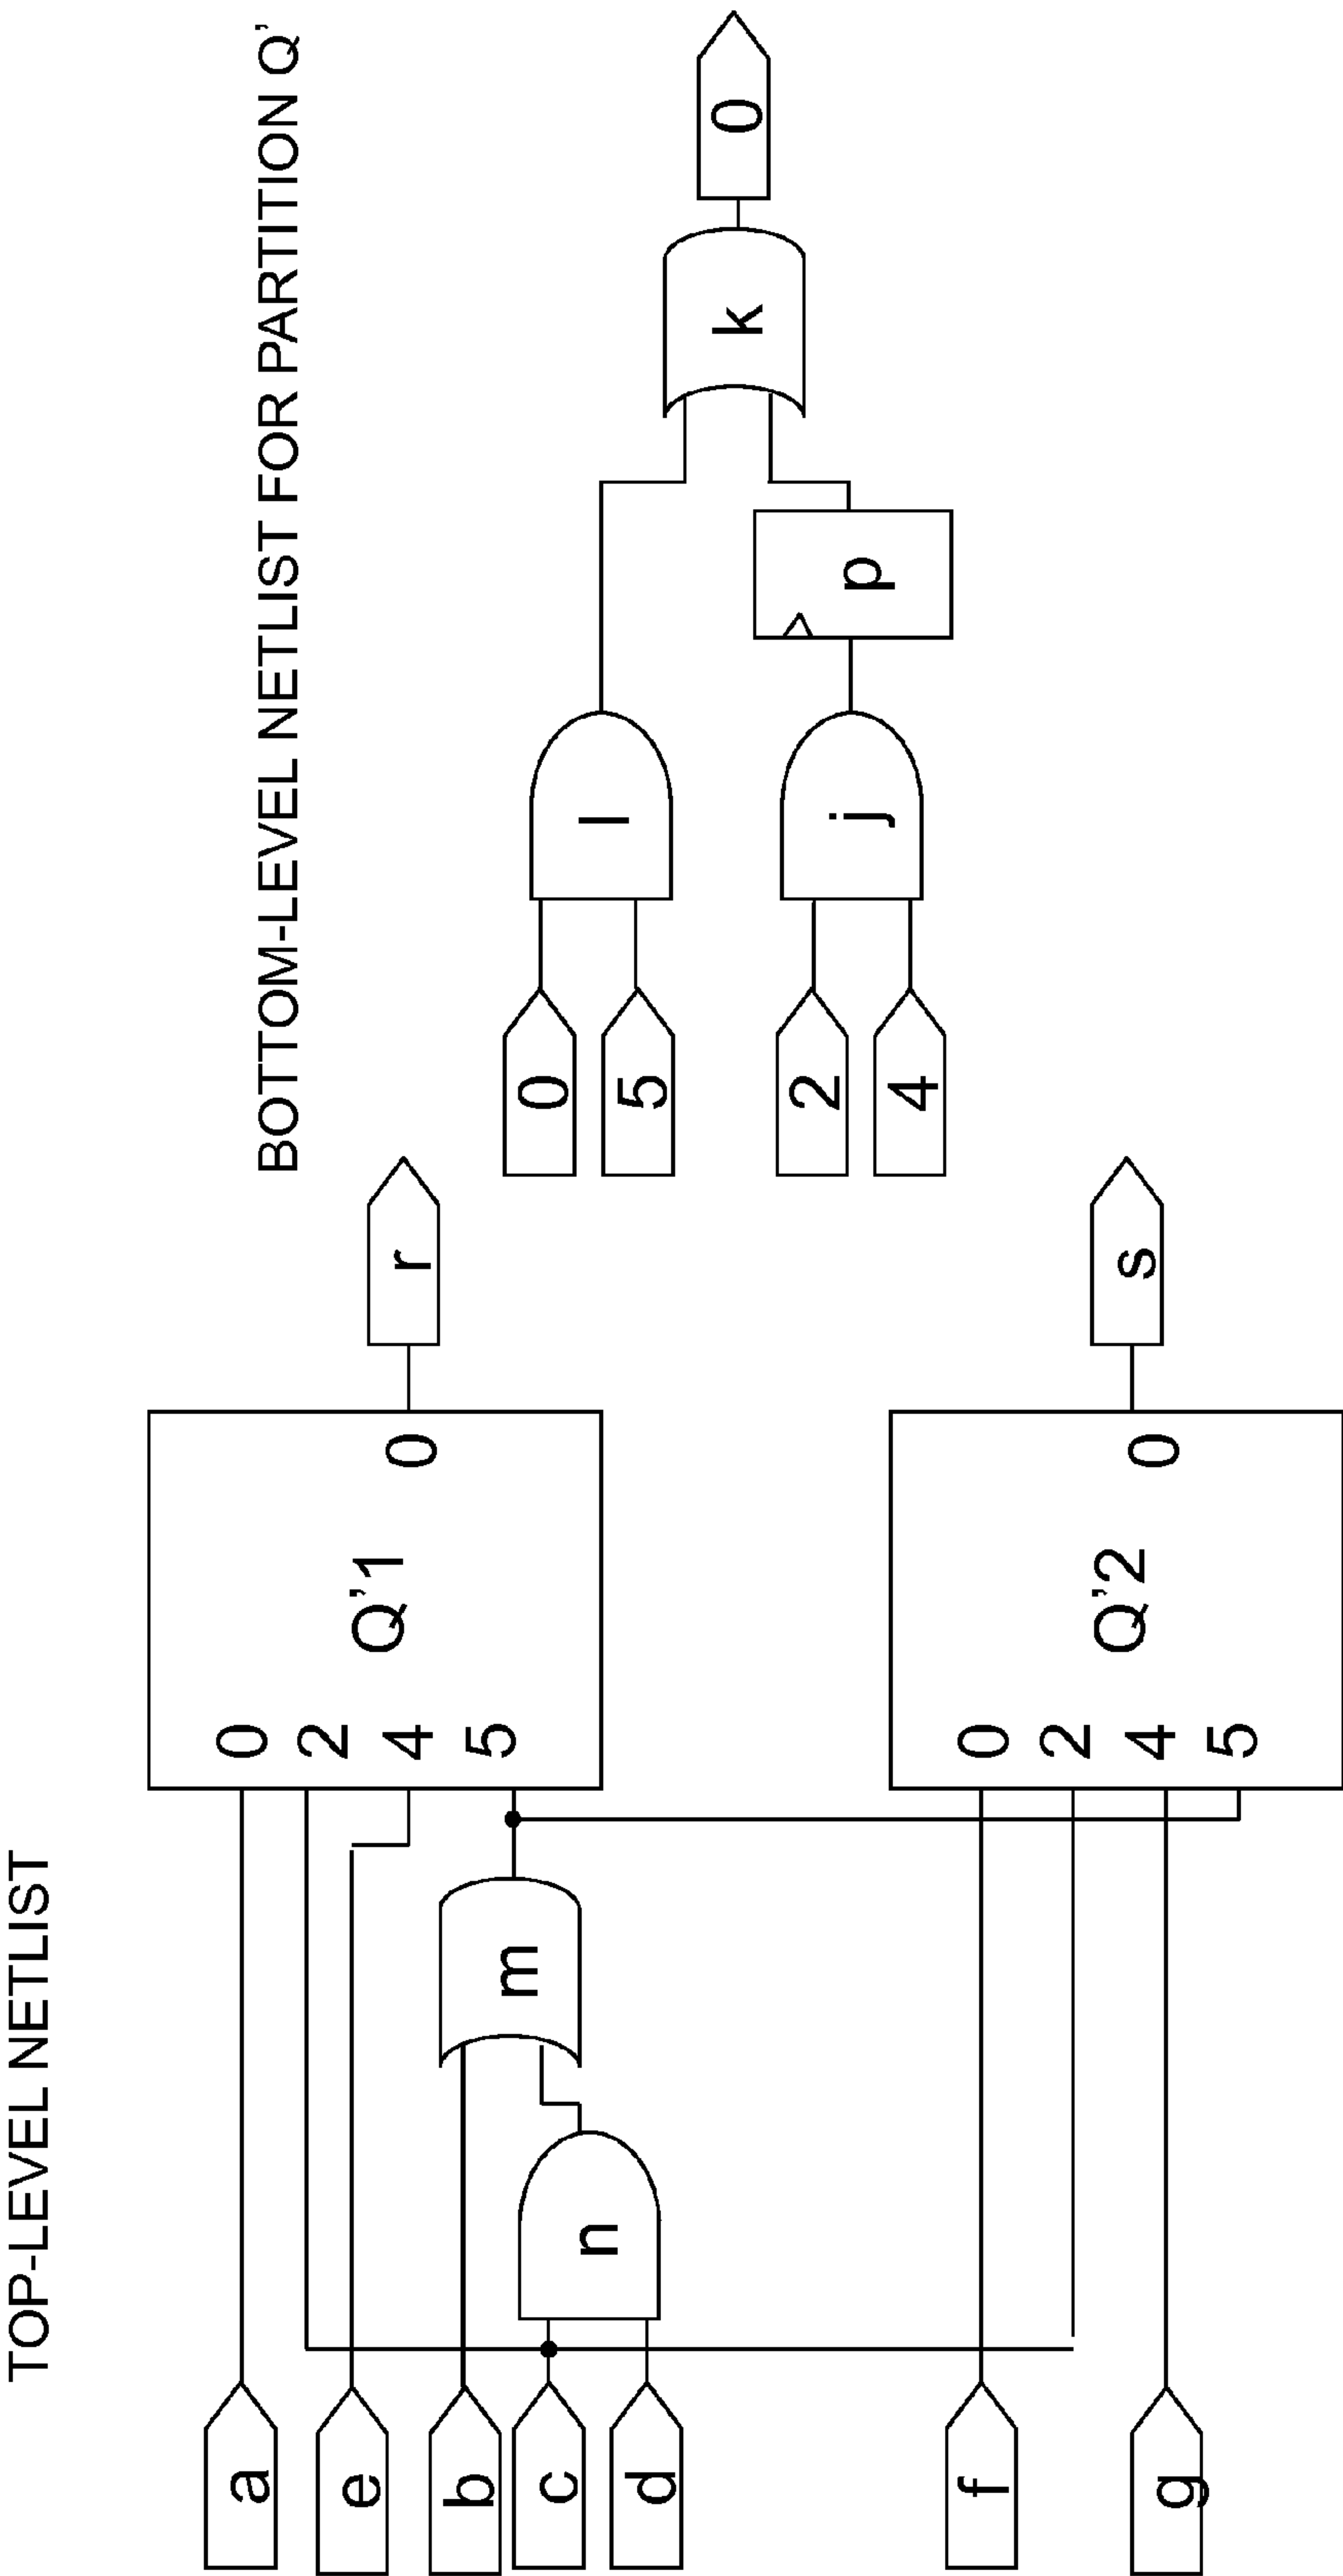 TOP-LEVEL NETLIST
a
e
b
c
d
f
g
n
m
0
2
4
5
Q'1
0
r
0
2
4
5
Q'2
0
s
BOTTOM-LEVEL NETLIST FOR PARTITION Q'
0
5
2
4
l
j
p
k
0